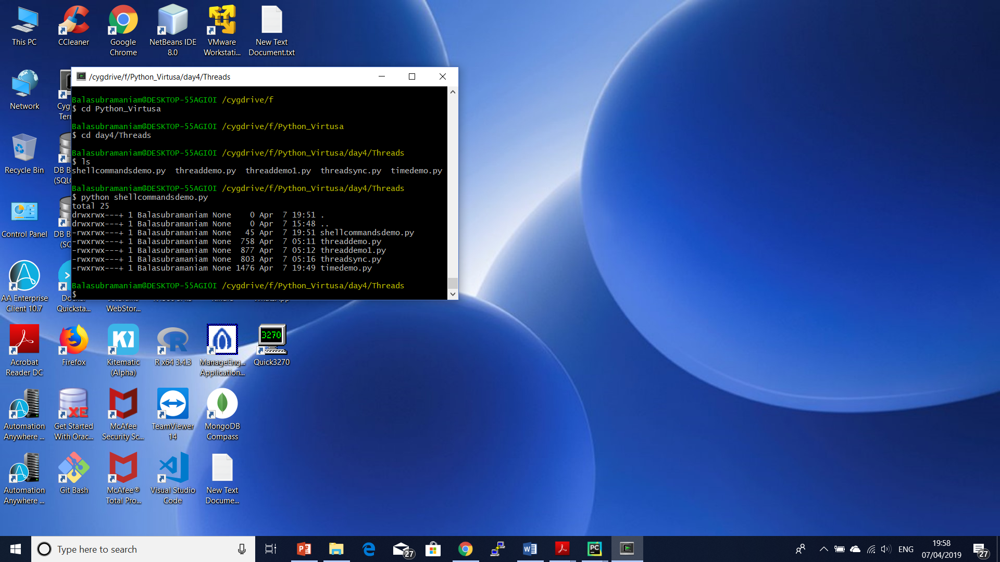 This PC
CCleaner
Google
Chrome
NetBeans IDE
8.0
VMware
Workstati...
New Text
Document.txt
Network
Cyg
Ter
Recycle Bin
DB B
(SQL
Control Panel
DB B
(SC
/cygdrive/f/Python_Virtusa/day4/Threads
Balasubramaniam@DESKTOP-55AGI0I /cygdrive/f
$ cd Python_Virtusa
Balasubramaniam@DESKTOP-55AGI0I /cygdrive/f/Python_Virtusa
$ cd day4/Threads
Balasubramaniam@DESKTOP-55AGI0I /cygdrive/f/Python_Virtusa/day4/Threads
$ ls
shellcommandsdemo.py  threaddemo.py  threaddemo1.py  threadsync.py  timedemo.py
Balasubramaniam@DESKTOP-55AGI0I /cygdrive/f/Python_Virtusa/day4/Threads
$ python shellcommandsdemo.py
total 25
drwxrwx---+ 1 Balasubramaniam None    0 Apr  7 19:51 .
drwxrwx---+ 1 Balasubramaniam None    0 Apr  7 15:48 ..
-rwxrwx---+ 1 Balasubramaniam None   45 Apr  7 19:51 shellcommandsdemo.py
-rwxrwx---+ 1 Balasubramaniam None  758 Apr  7 05:11 threaddemo.py
-rwxrwx---+ 1 Balasubramaniam None  877 Apr  7 05:12 threaddemo1.py
-rwxrwx---+ 1 Balasubramaniam None  803 Apr  7 05:16 threadsync.py
-rwxrwx---+ 1 Balasubramaniam None 1476 Apr  7 19:49 timedemo.py
Balasubramaniam@DESKTOP-55AGI0I /cygdrive/f/Python_Virtusa/day4/Threads
$
AA Enterprise
Client 10.7
Quicksta...
WebStor...
Acrobat
Reader DC
Firefox
Kitematic
(Alpha)
R x64 3.4.3
ManageEng...
Application...
3270
Quick3270
Automation
Anywhere ...
XE
Get Started
With Orac...
McAfee
Security Sc...
TeamViewer
14
MongoDB
Compass
Automation
Anywhere ...
Git Bash
McAfee®
Total Pro...
Visual Studio
Code
New Text
Docume...
Type here to search
27
PC
ENG
19:58
07/04/2019
27